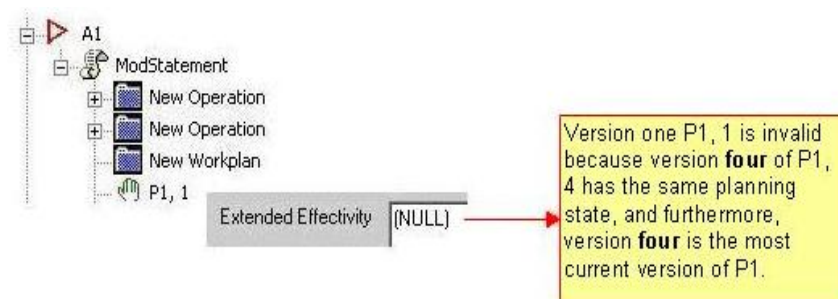 A1
ModStatement
New Operation
New Operation
New Workplan
P1, 1
Extended Effectivity (NULL)
Version one P1, 1 is invalid
because version four of P1,
4 has the same planning
state, and furthermore,
version four is the most
current version of P1.